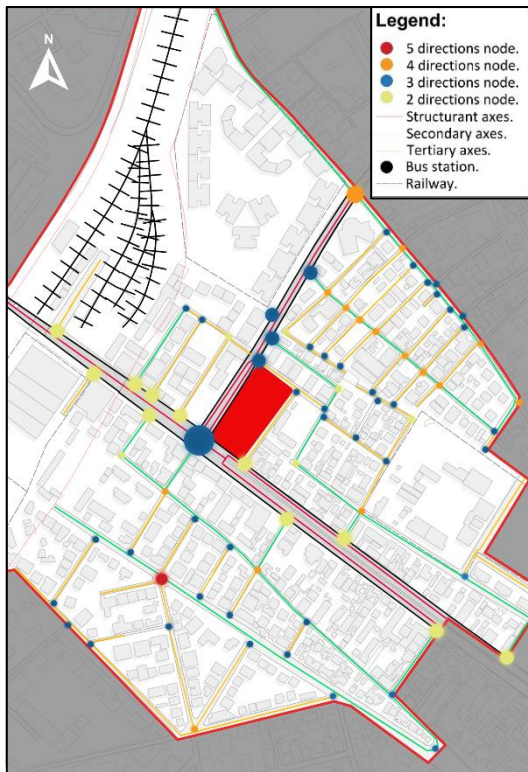 N
Legend:
5 directions node.
4 directions node.
3 directions node.
2 directions node.
Structurant axes.
Secondary axes.
Tertiary axes.
Bus station.
Railway.